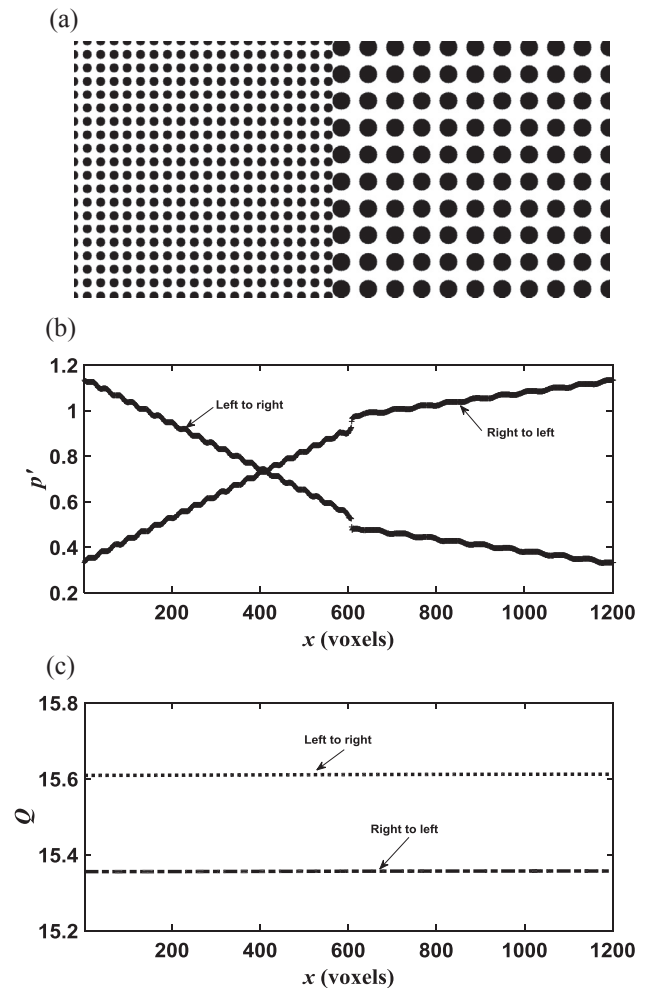 (a)
(b)
1.2
1
0.8
0.6
0.4
0.2
p′
Left to right
Right to left
200 400 600 800 1000 1200
x (voxels)
(c)
15.8
15.6
15.4
15.2
Q
Left to right
Right to left
200 400 600 800 1000 1200
x (voxels)